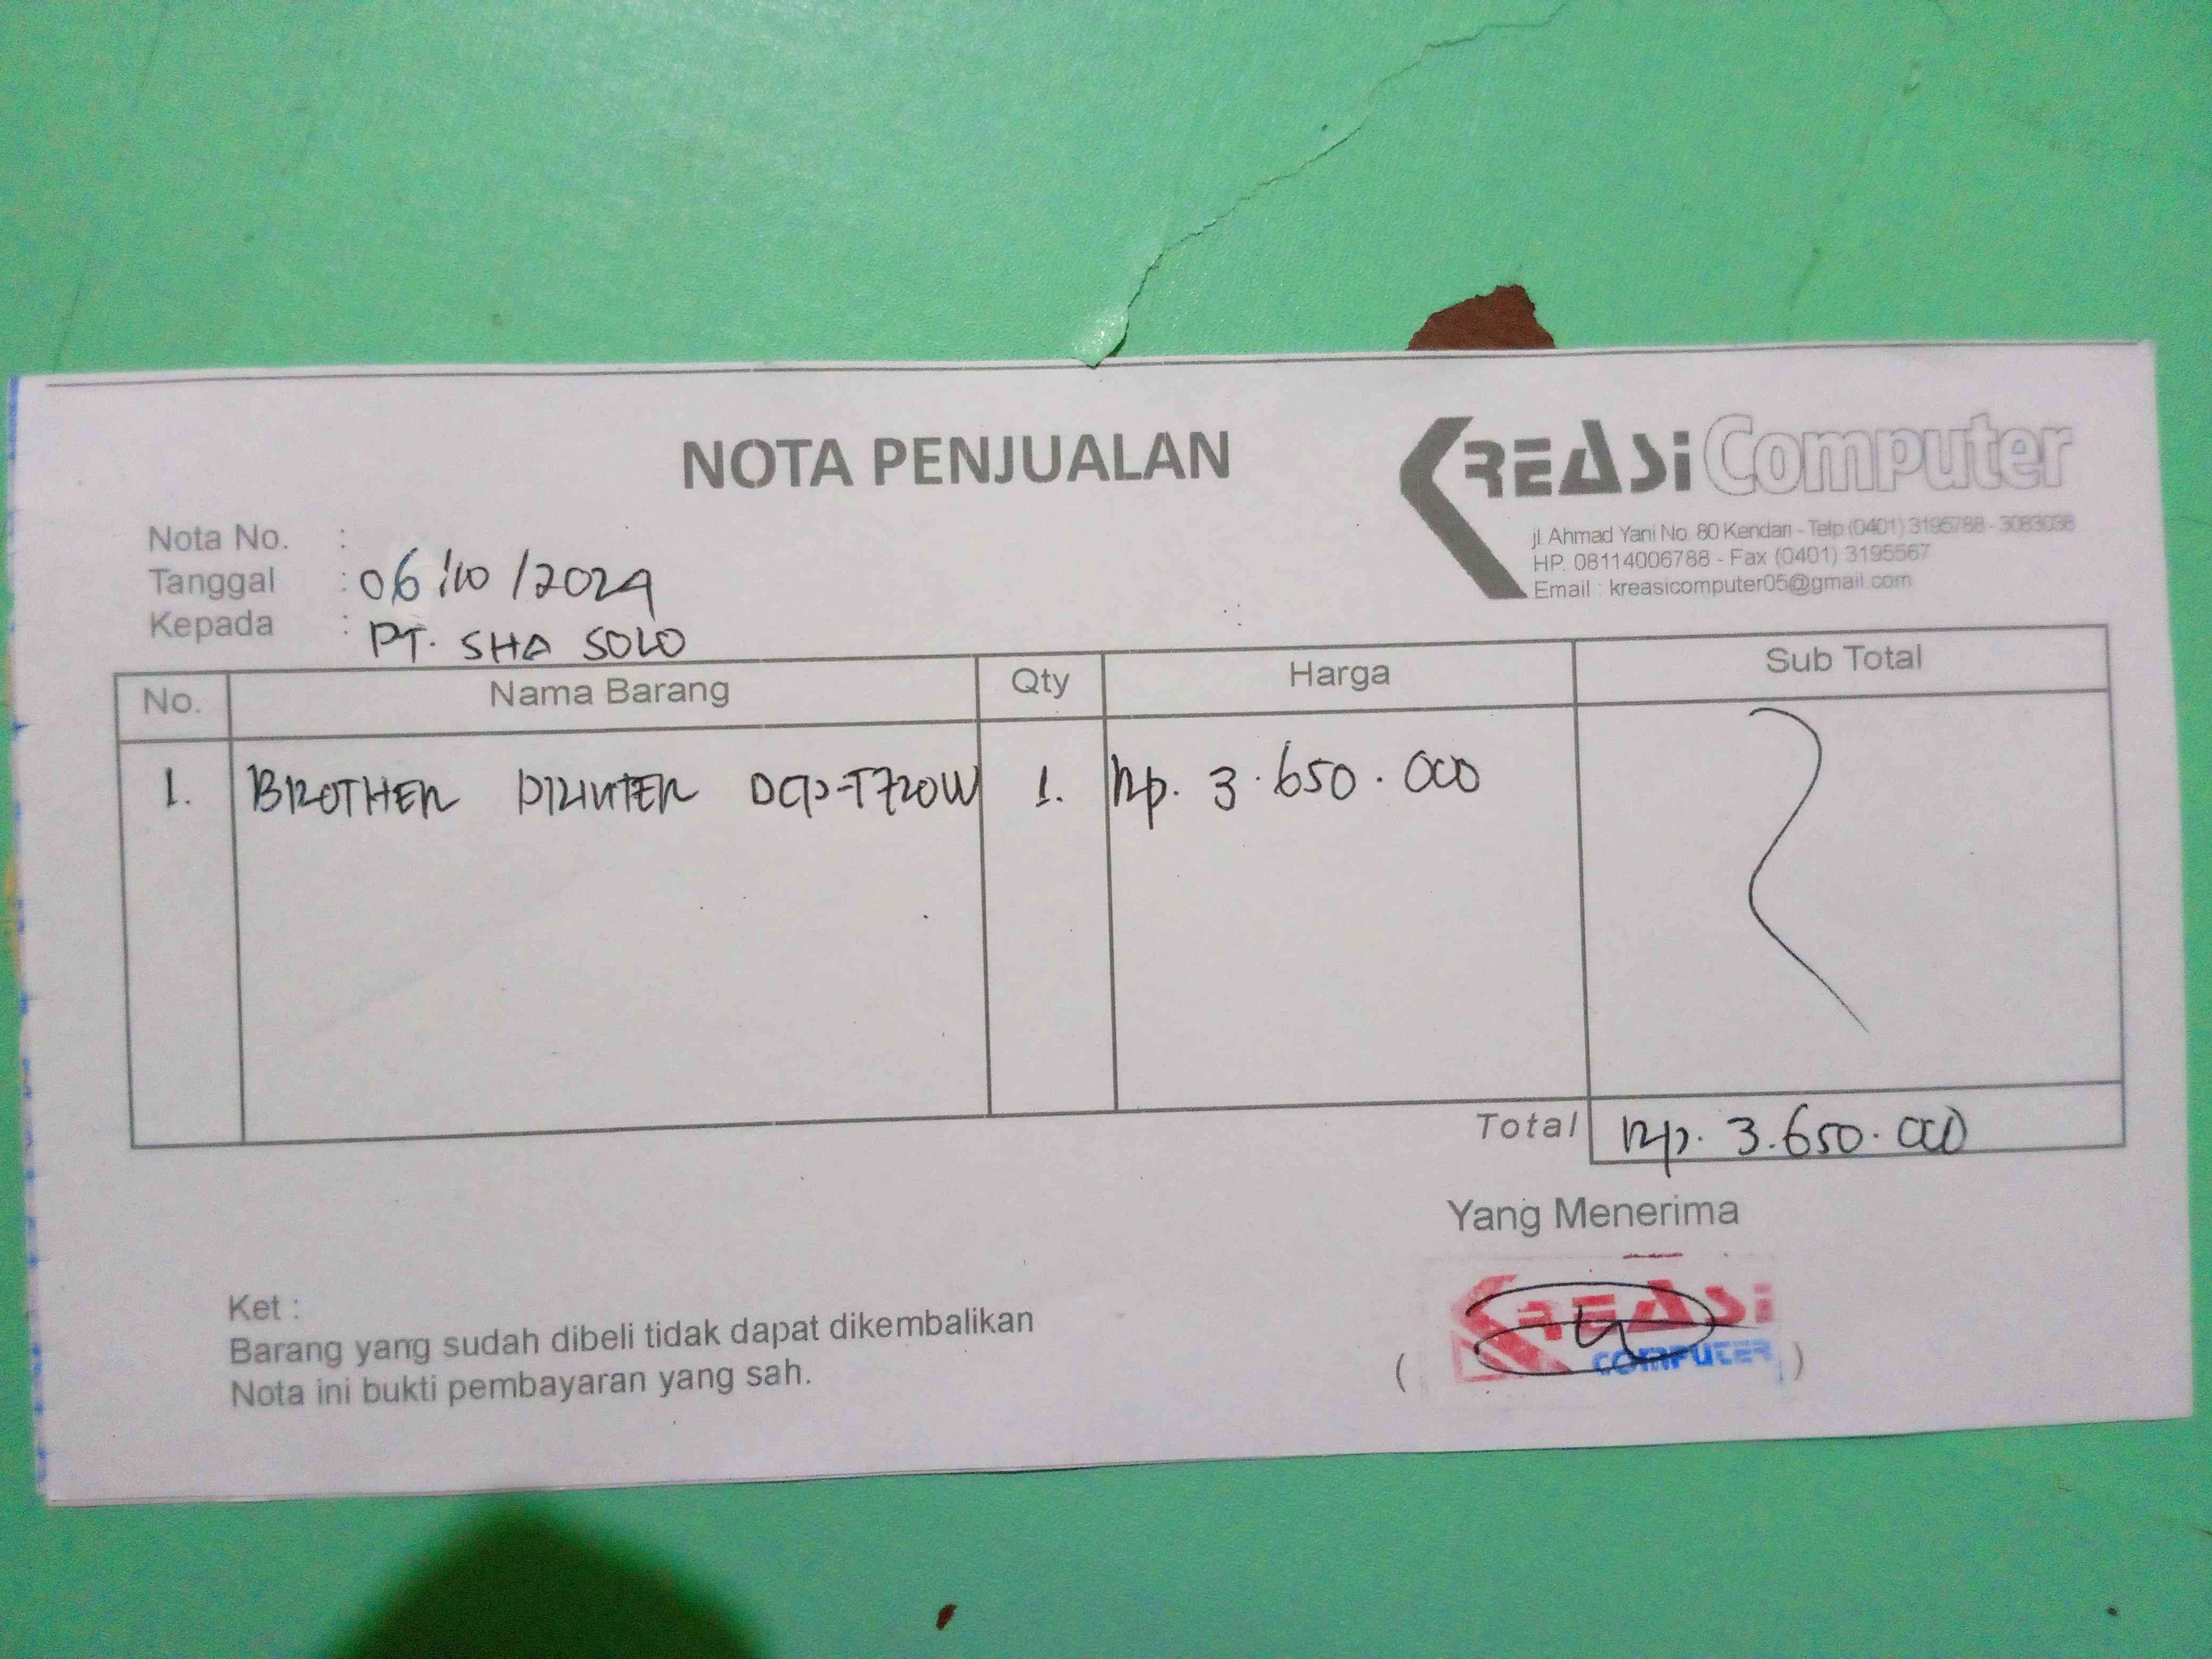 NOTA PENJUALAN
KREASi Computer
jl. Ahmad Yani No. 80 Kendari - Telp (0401) 3195788 - 3083038
HP. 08114006788 - Fax (0401) 3195567
Email : kreasicomputer05@gmail.com
Nota No. :
Tanggal : 06/10/2024
Kepada : PT. SHA SOLO
No. Nama Barang Qty Harga Sub Total
1. BROTHER PRINTER DCP-T720W 1. Rp. 3.650.000
Total Rp. 3.650.000
Yang Menerima
KREASi
COMPUTER
( )
Ket :
Barang yang sudah dibeli tidak dapat dikembalikan
Nota ini bukti pembayaran yang sah.